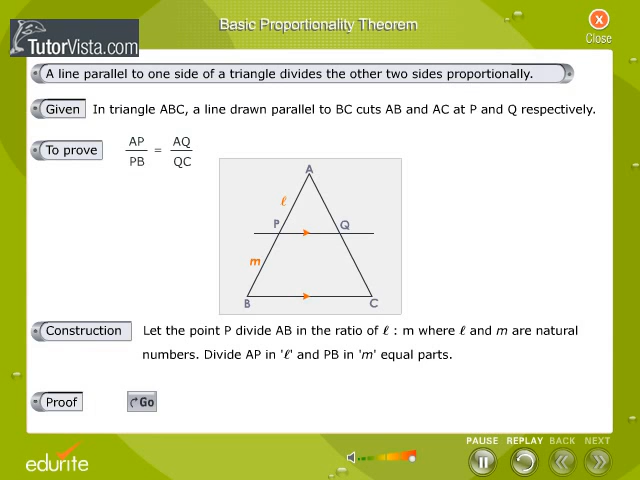 Basic Proportionality Theorem
TutorVista.com
Close
A line parallel to one side of a triangle divides the other two sides proportionally.
Given In triangle ABC, a line drawn parallel to BC cuts AB and AC at P and Q respectively.
To prove AP/PB = AQ/QC
A
ℓ
P Q
m
B C
Construction Let the point P divide AB in the ratio of ℓ : m where ℓ and m are natural
numbers. Divide AP in 'ℓ' and PB in 'm' equal parts.
Proof Go
PAUSE REPLAY BACK NEXT
edurite